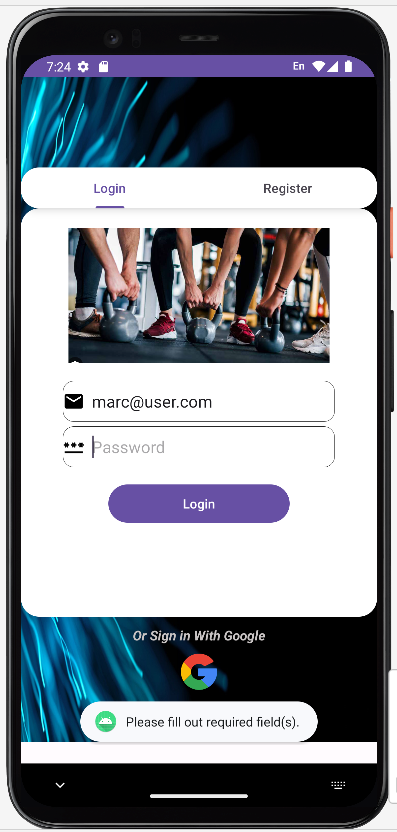 7:24
En
Login
Register
marc@user.com
Password
Login
Or Sign in With Google
Please fill out required field(s).